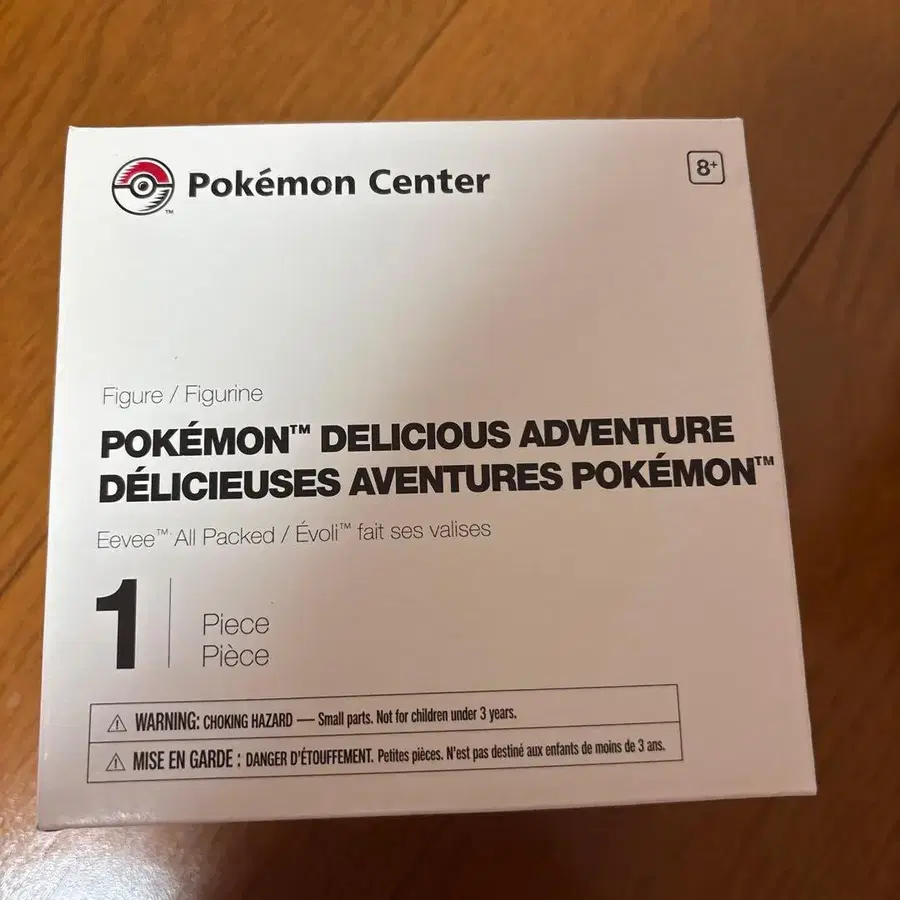 Pokémon Center
8+
Figure / Figurine
POKÉMON™ DELICIOUS ADVENTURE
DÉLICIEUSES AVENTURES POKÉMON™
Eevee™ All Packed / Évoli™ fait ses valises
1
Piece
Pièce
⚠ WARNING: CHOKING HAZARD — Small parts. Not for children under 3 years.
⚠ MISE EN GARDE : DANGER D'ÉTOUFFEMENT. Petites pièces. N'est pas destiné aux enfants de moins de 3 ans.